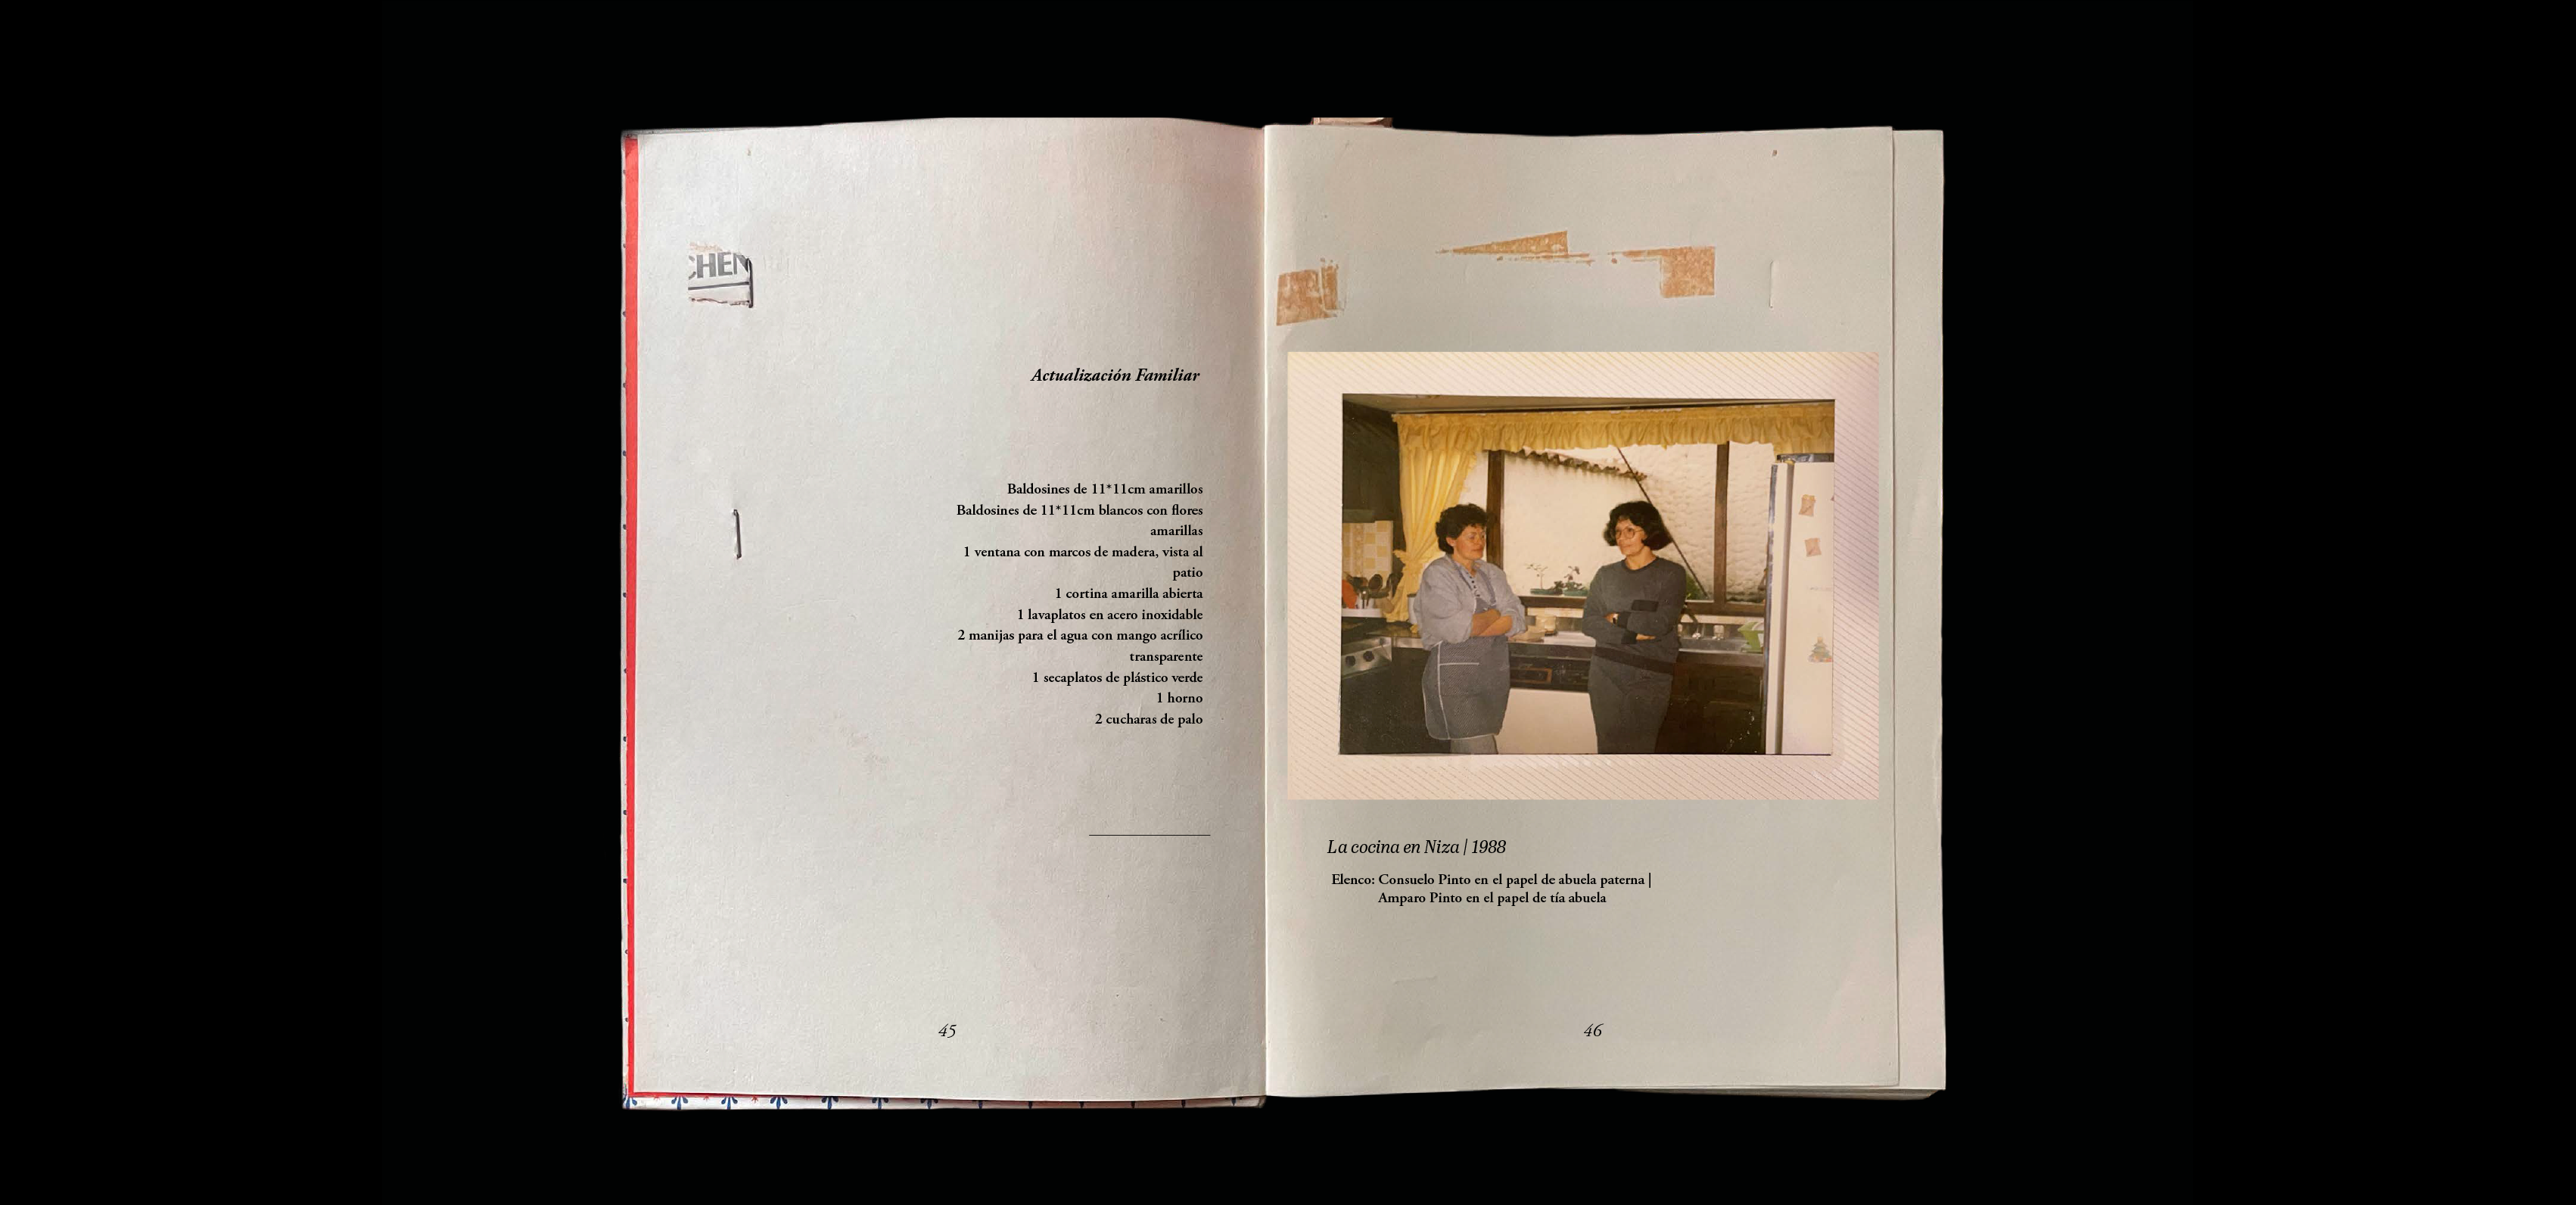 CHEN
Actualización Familiar
Baldosines de 11*11cm amarillos
Baldosines de 11*11cm blancos con flores
amarillas
1 ventana con marcos de madera, vista al
patio
1 cortina amarilla abierta
1 lavaplatos en acero inoxidable
2 manijas para el agua con mango acrílico
transparente
1 secaplatos de plástico verde
1 horno
2 cucharas de palo
45
La cocina en Niza | 1988
Elenco: Consuelo Pinto en el papel de abuela paterna |
Amparo Pinto en el papel de tía abuela
46